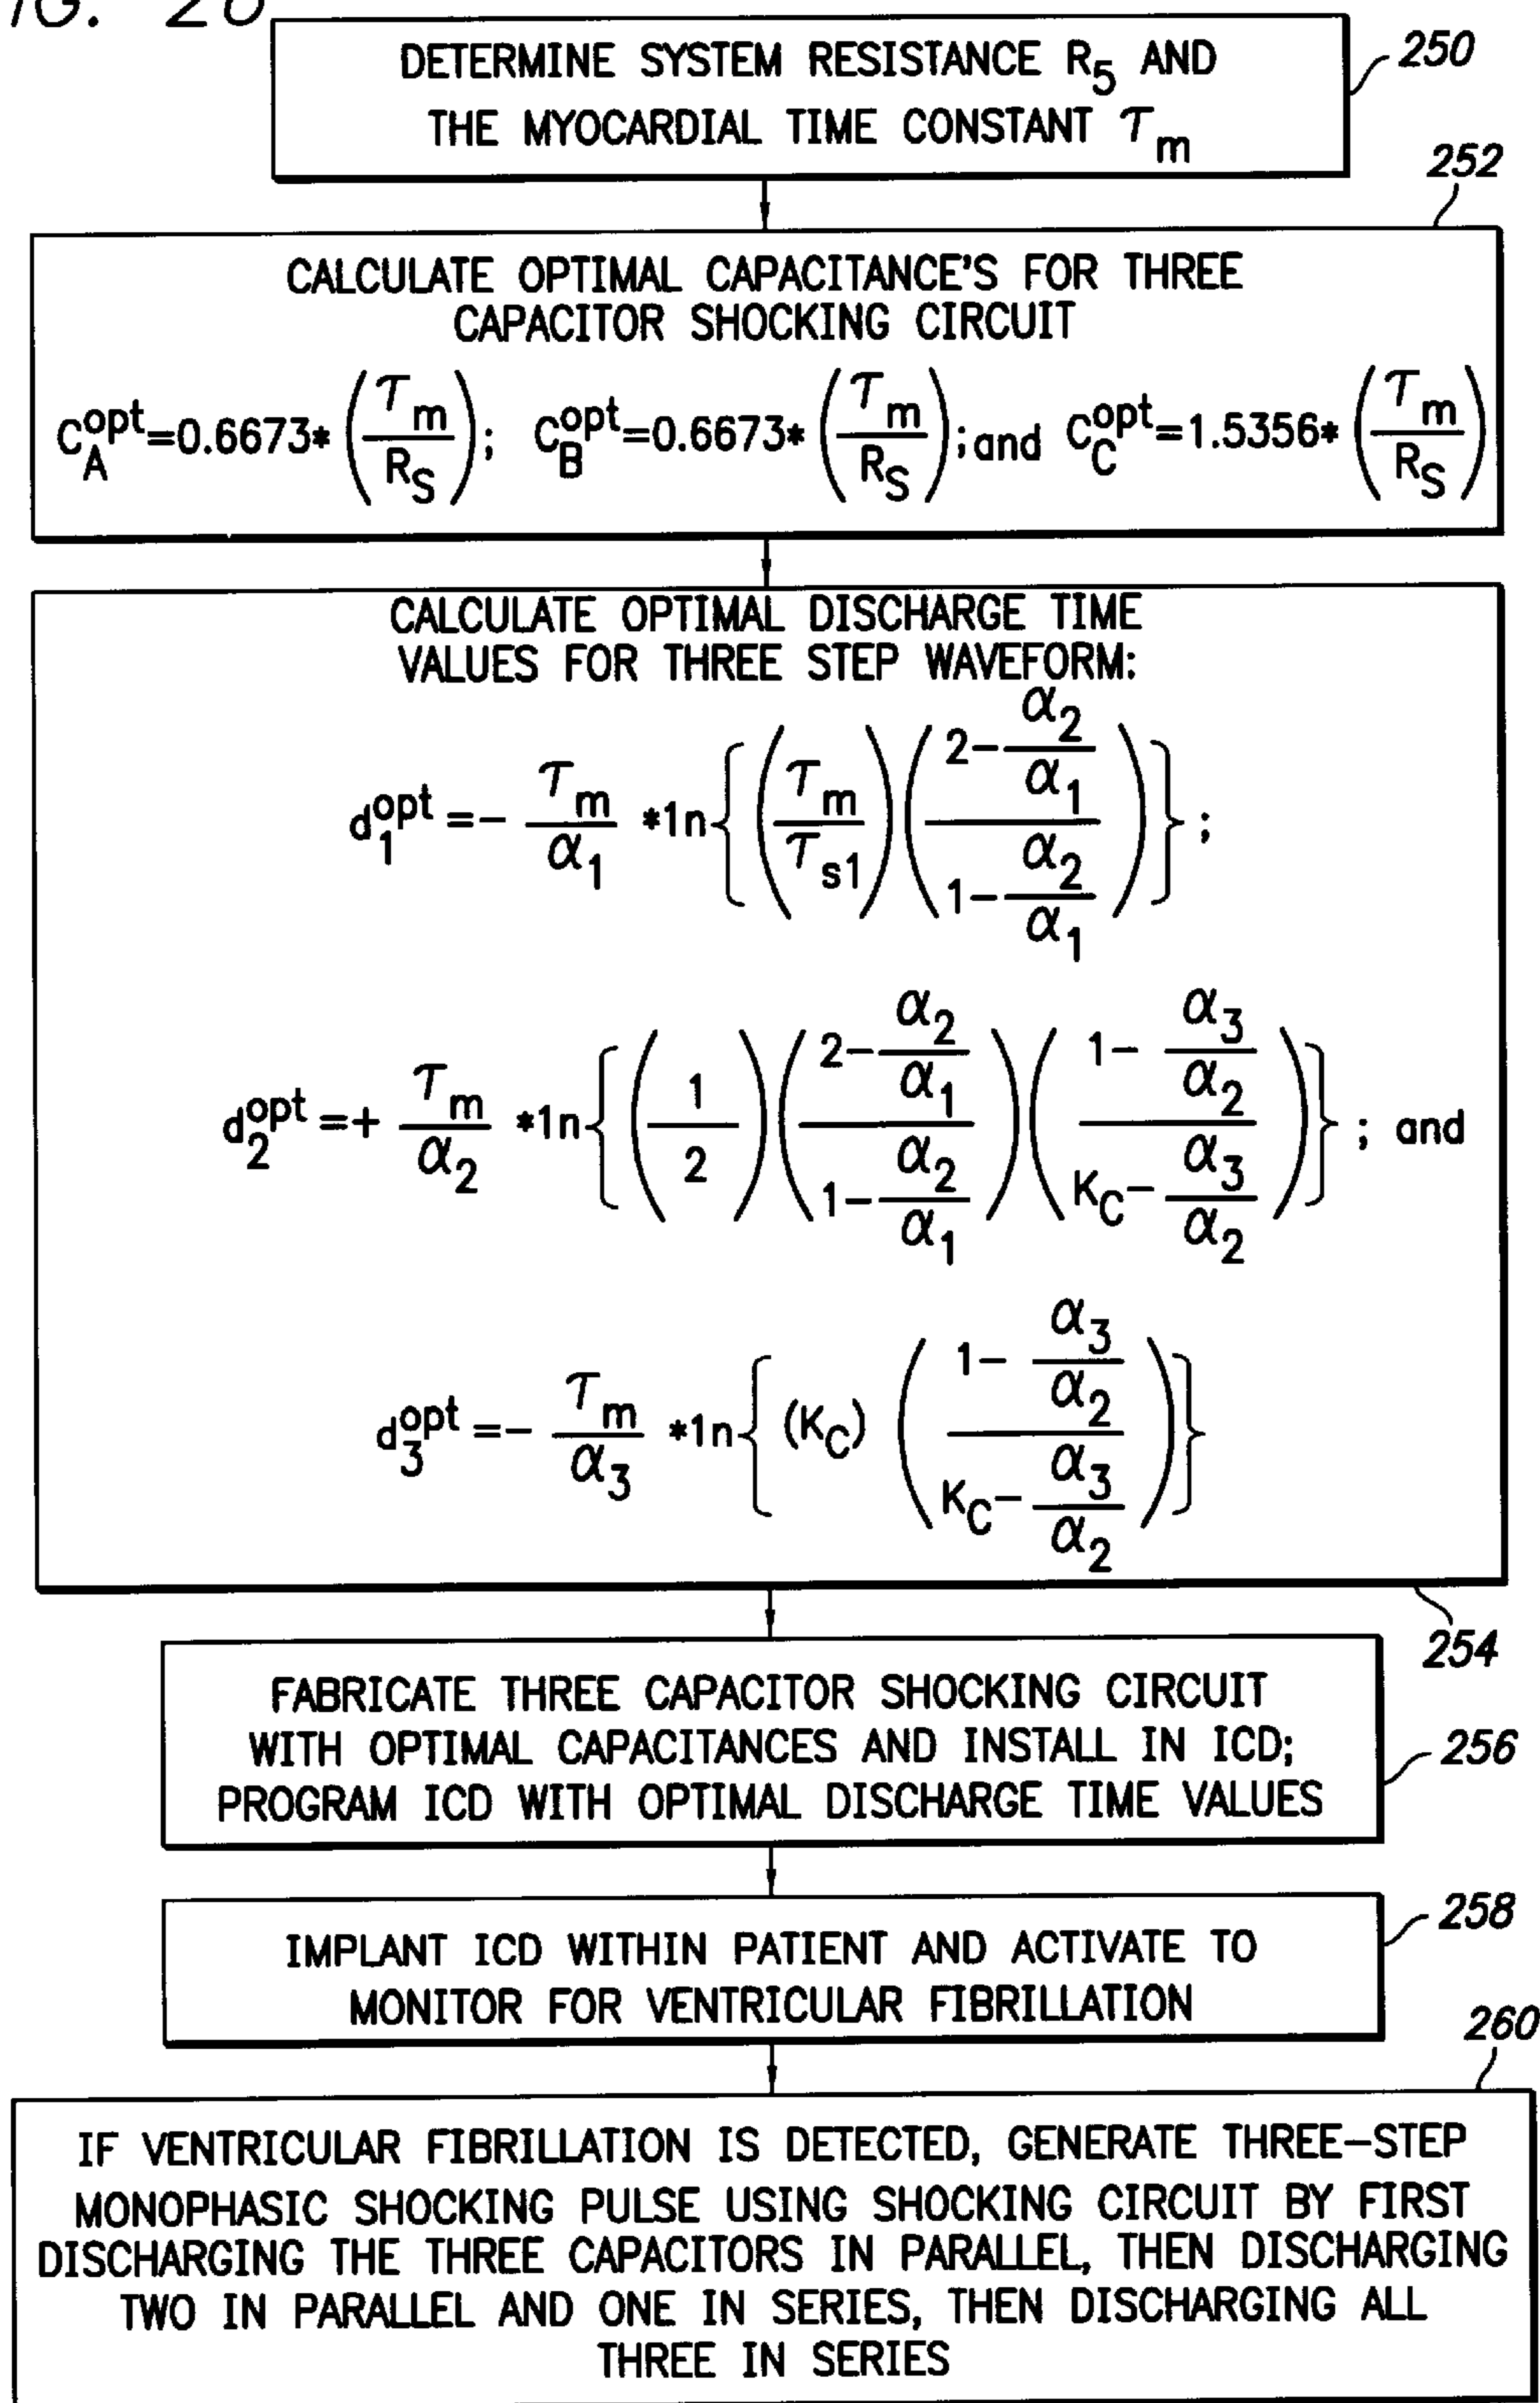 IG. 26
DETERMINE SYSTEM RESISTANCE R5 AND
THE MYOCARDIAL TIME CONSTANT τm
250
252
CALCULATE OPTIMAL CAPACITANCE'S FOR THREE
CAPACITOR SHOCKING CIRCUIT
C_A^opt=0.6673*(τm/RS); C_B^opt=0.6673*(τm/RS);and C_C^opt=1.5356*(τm/RS)
CALCULATE OPTIMAL DISCHARGE TIME
VALUES FOR THREE STEP WAVEFORM:
d_1^opt=- τm/α1 *1n{(τm/τs1)((2-α2/α1)/(1-α2/α1))};
d_2^opt=+ τm/α2 *1n{(1/2)((2-α2/α1)/(1-α2/α1))((1-α3/α2)/(KC-α3/α2))}; and
d_3^opt=- τm/α3 *1n{(KC)((1-α3/α2)/(KC-α3/α2))}
254
FABRICATE THREE CAPACITOR SHOCKING CIRCUIT
WITH OPTIMAL CAPACITANCES AND INSTALL IN ICD;
PROGRAM ICD WITH OPTIMAL DISCHARGE TIME VALUES
256
IMPLANT ICD WITHIN PATIENT AND ACTIVATE TO
MONITOR FOR VENTRICULAR FIBRILLATION
258
260
IF VENTRICULAR FIBRILLATION IS DETECTED, GENERATE THREE-STEP
MONOPHASIC SHOCKING PULSE USING SHOCKING CIRCUIT BY FIRST
DISCHARGING THE THREE CAPACITORS IN PARALLEL, THEN DISCHARGING
TWO IN PARALLEL AND ONE IN SERIES, THEN DISCHARGING ALL
THREE IN SERIES